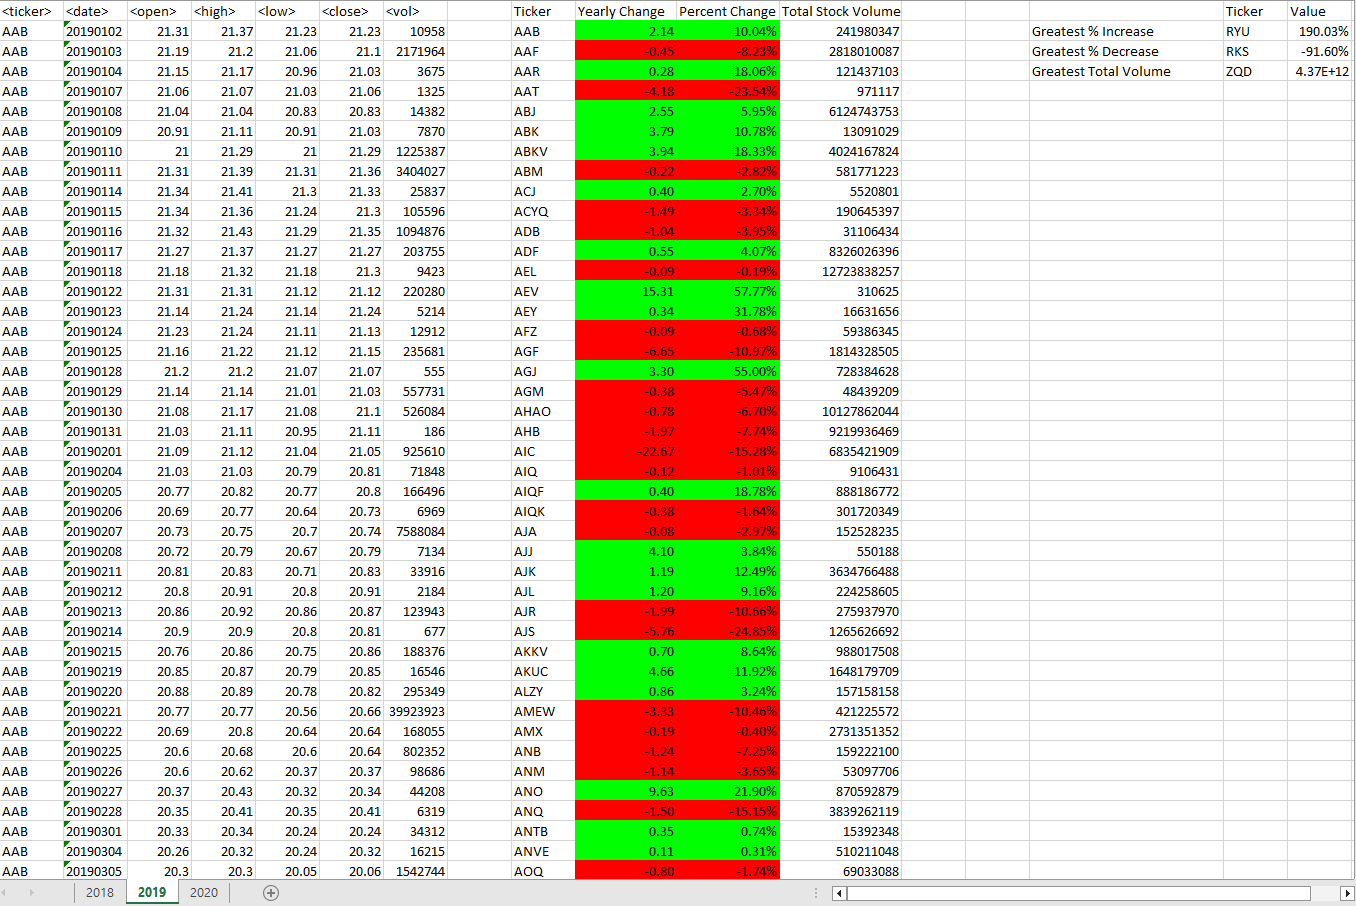 <ticker> <date> <open> <high> <low> <close> <vol> Ticker Yearly Change Percent Change Total Stock Volume Ticker Value
AAB 20190102 21.31 21.37 21.23 21.23 10958 AAB 2.14 10.04% 241980347 Greatest % Increase RYU 190.03%
AAB 20190103 21.19 21.2 21.06 21.1 2171964 AAF -0.45 -8.23% 2818010087 Greatest % Decrease RKS -91.60%
AAB 20190104 21.15 21.17 20.96 21.03 3675 AAR 0.28 18.06% 121437103 Greatest Total Volume ZQD 4.37E+12
AAB 20190107 21.06 21.07 21.03 21.06 1325 AAT -4.18 -23.54% 971117
AAB 20190108 21.04 21.04 20.83 20.83 14382 ABJ 2.55 5.95% 6124743753
AAB 20190109 20.91 21.11 20.91 21.03 7870 ABK 3.79 10.78% 13091029
AAB 20190110 21 21.29 21 21.29 1225387 ABKV 3.94 18.33% 4024167824
AAB 20190111 21.31 21.39 21.31 21.36 3404027 ABM -0.22 -2.82% 581771223
AAB 20190114 21.34 21.41 21.3 21.33 25837 ACJ 0.40 2.70% 5520801
AAB 20190115 21.34 21.36 21.24 21.3 105596 ACYQ -1.49 -3.34% 190645397
AAB 20190116 21.32 21.43 21.29 21.35 1094876 ADB -1.04 -3.95% 31106434
AAB 20190117 21.27 21.37 21.27 21.27 203755 ADF 0.55 4.07% 8326026396
AAB 20190118 21.18 21.32 21.18 21.3 9423 AEL -0.09 -0.19% 12723838257
AAB 20190122 21.31 21.31 21.12 21.12 220280 AEV 15.31 57.77% 310625
AAB 20190123 21.14 21.24 21.14 21.24 5214 AEY 0.34 31.78% 16631656
AAB 20190124 21.23 21.24 21.11 21.13 12912 AFZ -0.09 -0.68% 59386345
AAB 20190125 21.16 21.22 21.12 21.15 235681 AGF -6.65 -10.97% 1814328505
AAB 20190128 21.2 21.2 21.07 21.07 555 AGJ 3.30 55.00% 728384628
AAB 20190129 21.14 21.14 21.01 21.03 557731 AGM -0.38 -5.47% 48439209
AAB 20190130 21.08 21.17 21.08 21.1 526084 AHAO -0.78 -6.70% 10127862044
AAB 20190131 21.03 21.11 20.95 21.11 186 AHB -1.97 -7.74% 9219936469
AAB 20190201 21.09 21.12 21.04 21.05 925610 AIC -22.67 -15.28% 6835421909
AAB 20190204 21.03 21.03 20.79 20.81 71848 AIQ -0.12 -1.01% 9106431
AAB 20190205 20.77 20.82 20.77 20.8 166496 AIQF 0.40 18.78% 888186772
AAB 20190206 20.69 20.77 20.64 20.73 6969 AIQK -0.38 -1.64% 301720349
AAB 20190207 20.73 20.75 20.7 20.74 7588084 AJA -0.08 -2.97% 152528235
AAB 20190208 20.72 20.79 20.67 20.79 7134 AJJ 4.10 3.84% 550188
AAB 20190211 20.81 20.83 20.71 20.83 33916 AJK 1.19 12.49% 3634766488
AAB 20190212 20.8 20.91 20.8 20.91 2184 AJL 1.20 9.16% 224258605
AAB 20190213 20.86 20.92 20.86 20.87 123943 AJR -1.99 -10.66% 275937970
AAB 20190214 20.9 20.9 20.8 20.81 677 AJS -5.76 -24.85% 1265626692
AAB 20190215 20.76 20.86 20.75 20.86 188376 AKKV 0.70 8.64% 988017508
AAB 20190219 20.85 20.87 20.79 20.85 16546 AKUC 4.66 11.92% 1648179709
AAB 20190220 20.88 20.89 20.78 20.82 295349 ALZY 0.86 3.24% 157158158
AAB 20190221 20.77 20.77 20.56 20.66 39923923 AMEW -3.33 -10.46% 421225572
AAB 20190222 20.69 20.8 20.64 20.64 168055 AMX -0.19 -0.40% 2731351352
AAB 20190225 20.6 20.68 20.6 20.64 802352 ANB -1.24 -7.25% 159222100
AAB 20190226 20.6 20.62 20.37 20.37 98686 ANM -1.14 -3.65% 53097706
AAB 20190227 20.37 20.43 20.32 20.34 44208 ANO 9.63 21.90% 870592879
AAB 20190228 20.35 20.41 20.35 20.41 6319 ANQ -1.50 -15.15% 3839262119
AAB 20190301 20.33 20.34 20.24 20.24 34312 ANTB 0.35 0.74% 15392348
AAB 20190304 20.26 20.32 20.24 20.32 16215 ANVE 0.11 0.31% 510211048
AAB 20190305 20.3 20.3 20.05 20.06 1542744 AOQ -0.80 -1.74% 69033088
2018 2019 2020